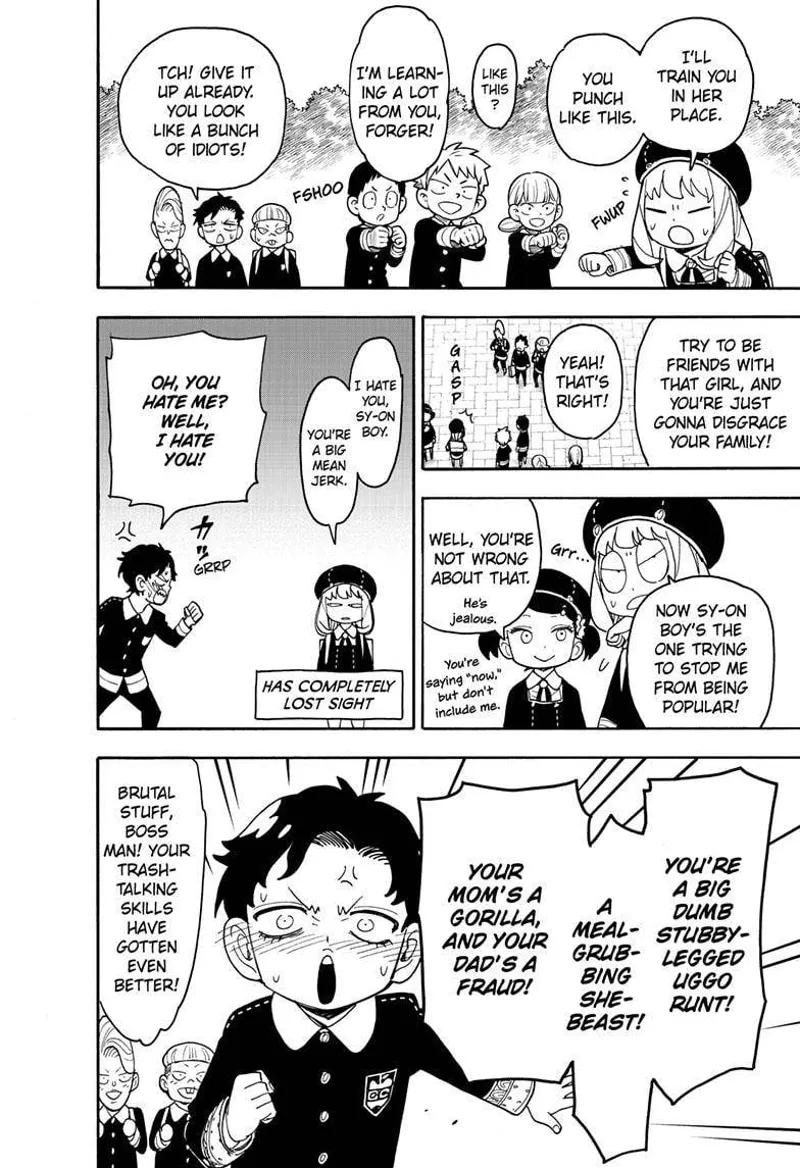 I'LL
TRAIN YOU
IN HER
PLACE.
YOU
PUNCH
LIKE THIS.
FWUP
LIKE
THIS
?
I'M LEARN-
ING A LOT
FROM YOU,
FORGER!
FSHOO
TCH! GIVE IT
UP ALREADY.
YOU LOOK
LIKE A BUNCH
OF IDIOTS!
TRY TO BE
FRIENDS WITH
THAT GIRL, AND
YOU'RE JUST
GONNA DISGRACE
YOUR FAMILY!
YEAH!
THAT'S
RIGHT!
GASP
Grr...
NOW SY-ON
BOY'S THE
ONE TRYING
TO STOP ME
FROM BEING
POPULAR!
WELL, YOU'RE
NOT WRONG
ABOUT THAT.
He's
jealous.
You're
saying "now,"
but don't
include me.
I HATE
YOU,
SY-ON
BOY.
YOU'RE
A BIG
MEAN
JERK.
HAS COMPLETELY
LOST SIGHT
OH, YOU
HATE ME?
WELL,
I HATE
YOU!
カッ
GRRP
YOU'RE
A BIG
DUMB
STUBBY-
LEGGED
UGGO
RUNT!
A
MEAL-
GRUB-
BING
SHE-
BEAST!
YOUR
MOM'S A
GORILLA,
AND YOUR
DAD'S A
FRAUD!
BRUTAL
STUFF,
BOSS
MAN! YOUR
TRASH-
TALKING
SKILLS
HAVE
GOTTEN
EVEN
BETTER!